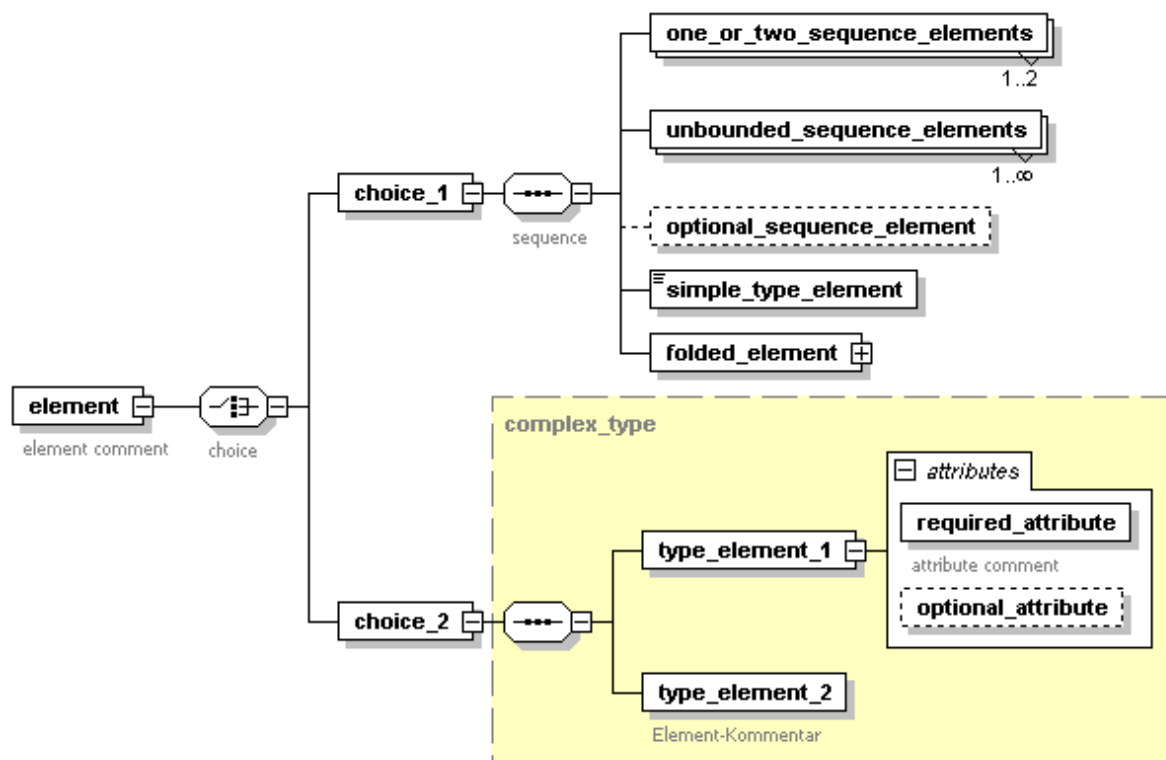 one_or_two_sequence_elements
1..2
unbounded_sequence_elements
1..∞
choice_1
sequence
optional_sequence_element
simple_type_element
folded_element
element
element comment
choice
complex_type
attributes
required_attribute
attribute comment
optional_attribute
type_element_1
choice_2
type_element_2
Element-Kommentar